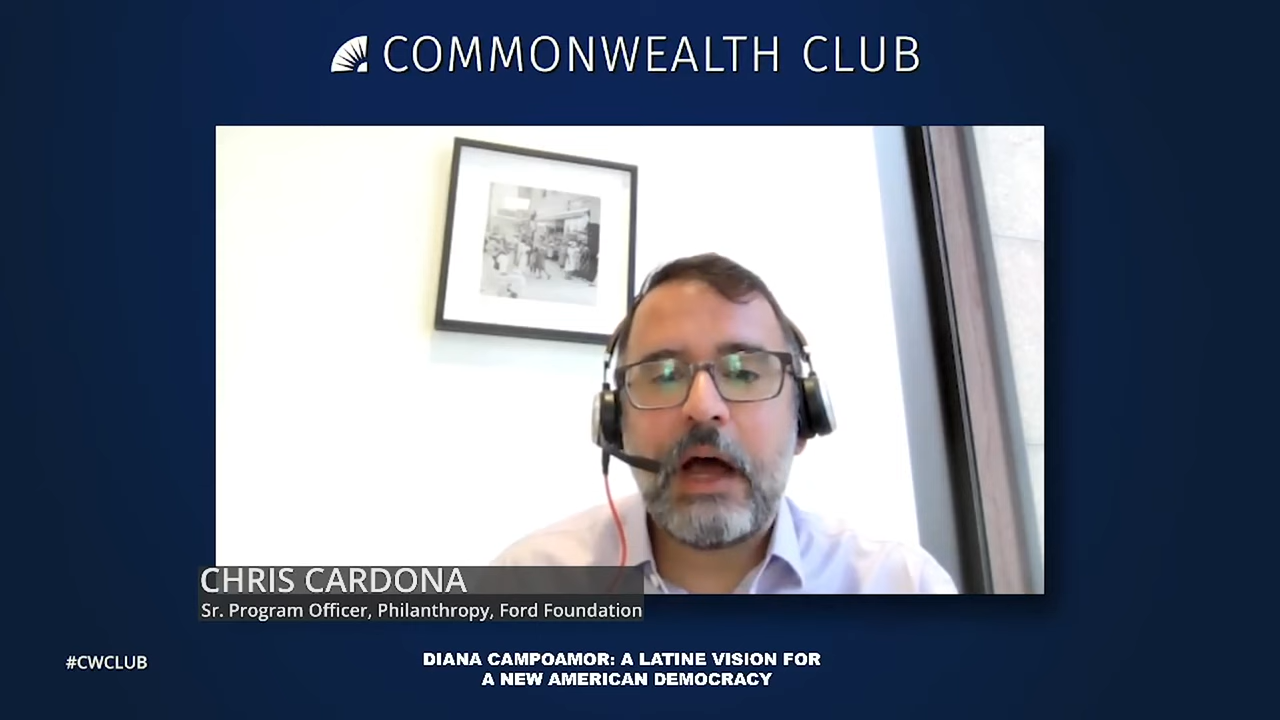 COMMONWEALTH CLUB
CHRIS CARDONA
Sr. Program Officer, Philanthropy, Ford Foundation
#CWCLUB
DIANA CAMPOAMOR: A LATINE VISION FOR
A NEW AMERICAN DEMOCRACY